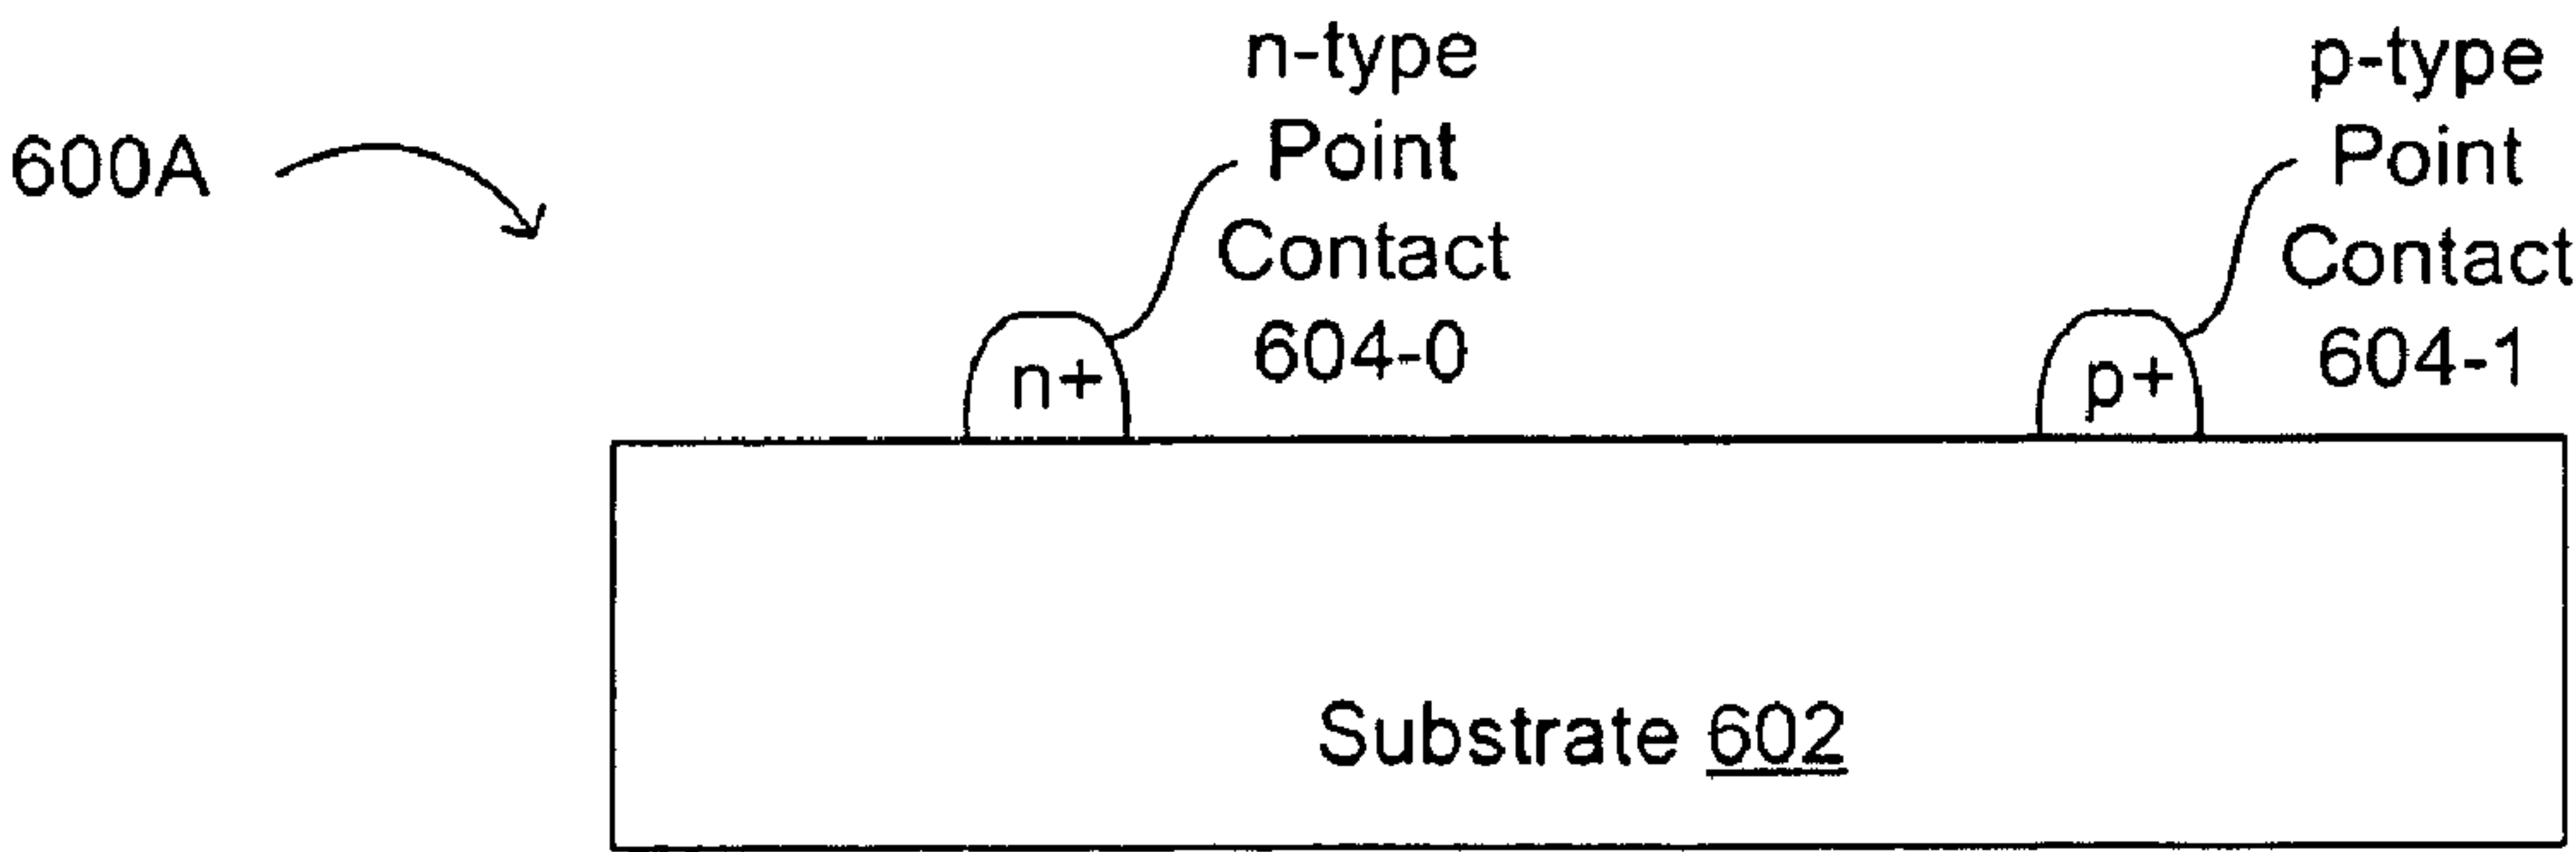 600A
n-type
Point
Contact
604-0
p-type
Point
Contact
604-1
n+
p+
Substrate 602